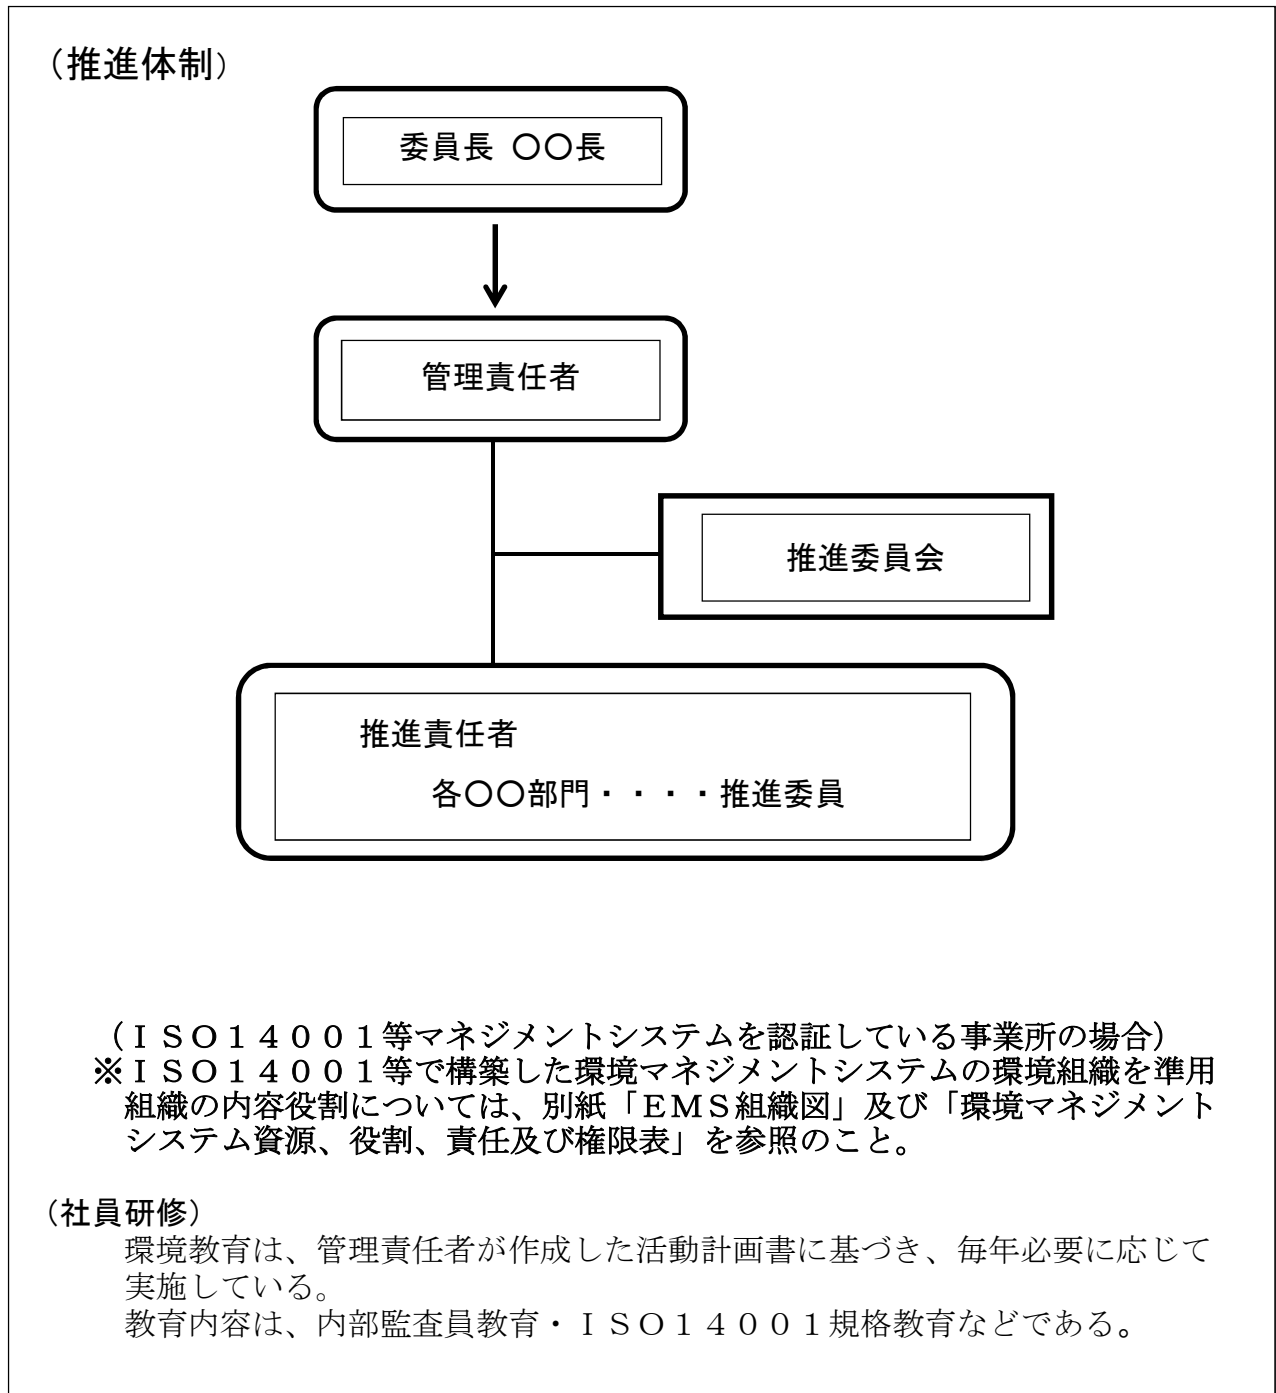 （推進体制）
委員長 〇〇長
管理責任者
推進委員会
推進責任者
各〇〇部門・・・・推進委員
（ＩＳＯ１４００１等マネジメントシステムを認証している事業所の場合）
※ＩＳＯ１４００１等で構築した環境マネジメントシステムの環境組織を準用
組織の内容役割については、別紙「ＥＭＳ組織図」及び「環境マネジメント
システム資源、役割、責任及び権限表」を参照のこと。
（社員研修）
環境教育は、管理責任者が作成した活動計画書に基づき、毎年必要に応じて
実施している。
教育内容は、内部監査員教育・ＩＳＯ１４００１規格教育などである。